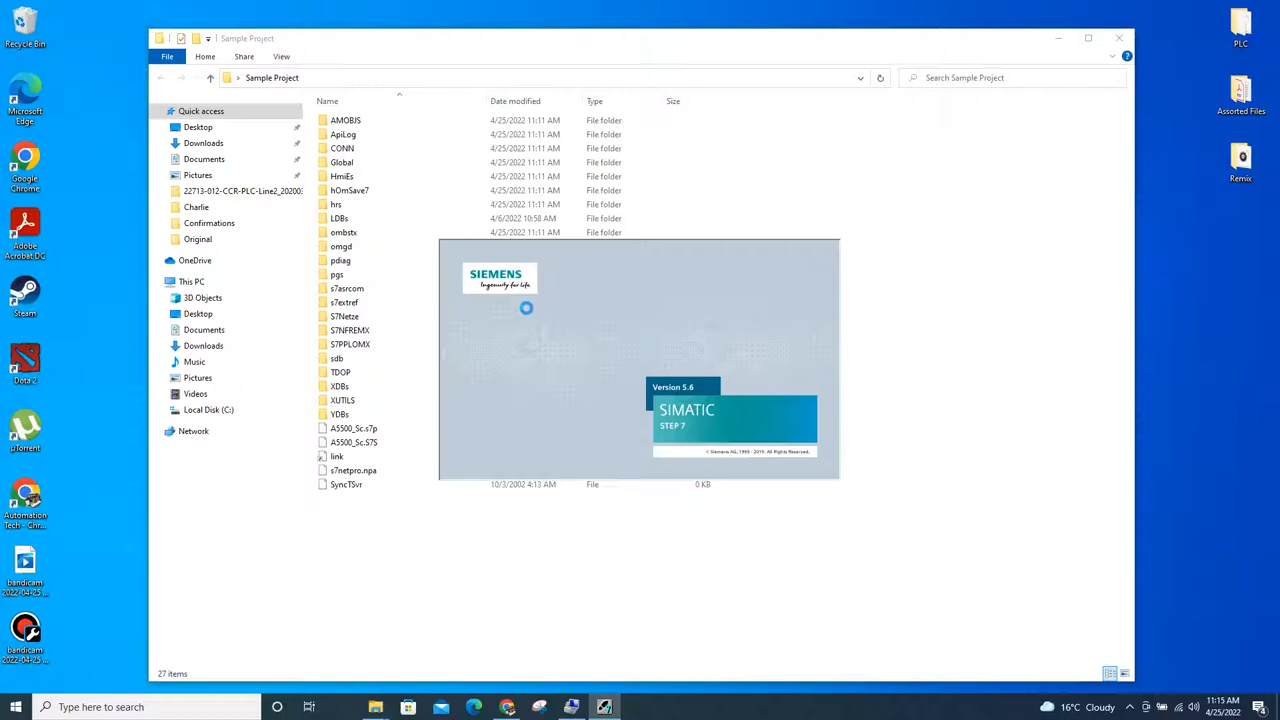 Recycle Bin
Microsoft
Edge
Google
Chrome
Adobe
Acrobat DC
Steam
Dota 2
µTorrent
Automation
Tech - Chr...
bandicam
2022-04-25 ...
bandicam
2022-04-25 ...
PLC
Assorted Files
Remix
Sample Project
File
Home
Share
View
Sample Project
Search Sample Project
Quick access
Desktop
Downloads
Documents
Pictures
22713-012-CCR-PLC-Line2_202003
Charlie
Confirmations
Original
OneDrive
This PC
3D Objects
Desktop
Documents
Downloads
Music
Pictures
Videos
Local Disk (C:)
Network
Name Date modified Type Size
AMOBJS 4/25/2022 11:11 AM File folder
ApiLog 4/25/2022 11:11 AM File folder
CONN 4/25/2022 11:11 AM File folder
Global 4/25/2022 11:11 AM File folder
HmiEs 4/25/2022 11:11 AM File folder
hOmSave7 4/25/2022 11:11 AM File folder
hrs 4/25/2022 11:11 AM File folder
LDBs 4/6/2022 10:58 AM File folder
ombstx 4/25/2022 11:11 AM File folder
omgd
pdiag
pgs
s7asrcom
s7extref
S7Netze
S7NFREMX
S7PPLOMX
sdb
TDOP
XDBs
XUTILS
YDBs
A5500_Sc.s7p
A5500_Sc.S7S
link
s7netpro.npa
SyncTSvr 10/3/2002 4:13 AM File 0 KB
SIEMENS
Ingenuity for life
Version 5.6
SIMATIC
STEP 7
© Siemens AG, 1995 - 2019. All Rights Reserved.
27 items
Type here to search
16°C Cloudy
11:15 AM
4/25/2022